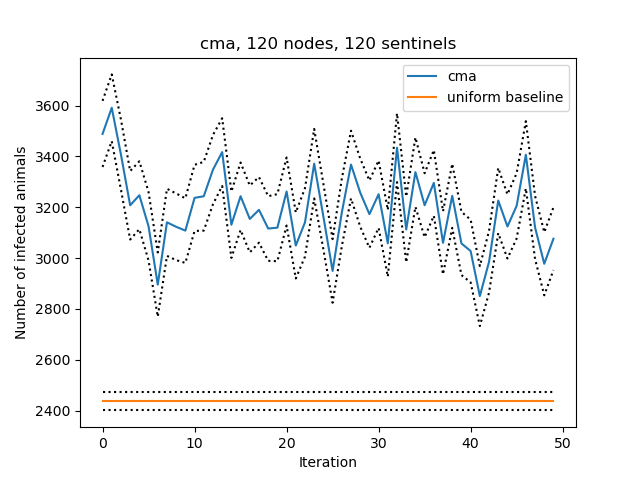 cma, 120 nodes, 120 sentinels
cma
uniform baseline
3600
3400
3200
3000
2800
2600
2400
Number of infected animals
0 10 20 30 40 50
Iteration